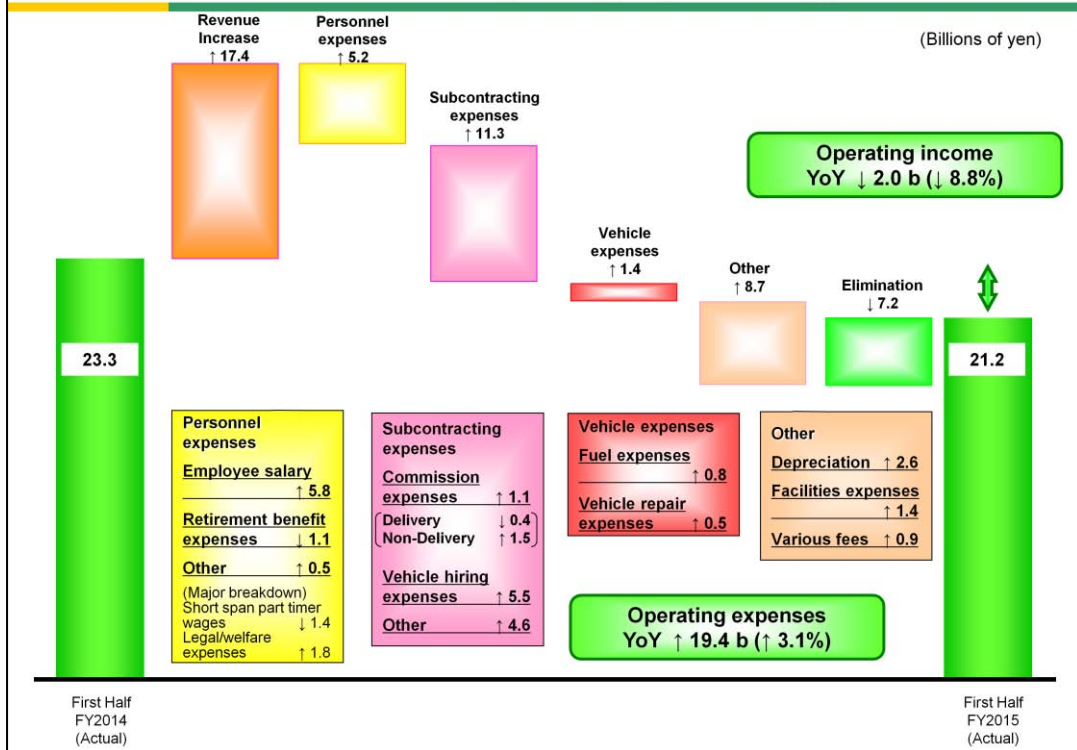 (Billions of yen)
Revenue
Increase
↑ 17.4
Personnel
expenses
↑ 5.2
Subcontracting
expenses
↑ 11.3
Vehicle
expenses
↑ 1.4
Other
↑ 8.7
Elimination
↓ 7.2
Operating income
YoY ↓ 2.0 b (↓ 8.8%)
23.3
21.2
Personnel
expenses
Employee salary
↑ 5.8
Retirement benefit
expenses ↓ 1.1
Other ↑ 0.5
(Major breakdown)
Short span part timer
wages ↓ 1.4
Legal/welfare
expenses ↑ 1.8
Subcontracting
expenses
Commission
expenses ↑ 1.1
(Delivery ↓ 0.4
Non-Delivery ↑ 1.5)
Vehicle hiring
expenses ↑ 5.5
Other ↑ 4.6
Vehicle expenses
Fuel expenses
↑ 0.8
Vehicle repair
expenses ↑ 0.5
Other
Depreciation ↑ 2.6
Facilities expenses
↑ 1.4
Various fees ↑ 0.9
Operating expenses
YoY ↑ 19.4 b (↑ 3.1%)
First Half
FY2014
(Actual)
First Half
FY2015
(Actual)